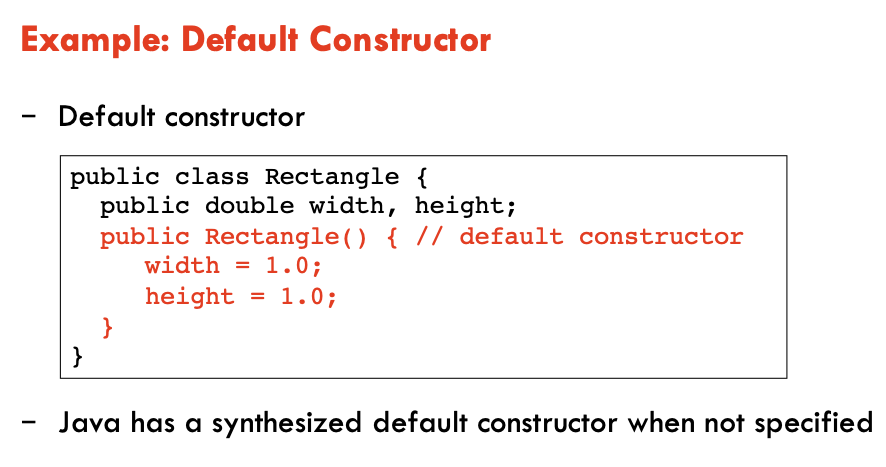 Example: Default Constructor
– Default constructor
public class Rectangle {
  public double width, height;
  public Rectangle() { // default constructor
     width = 1.0;
     height = 1.0;
  }
}
– Java has a synthesized default constructor when not specified